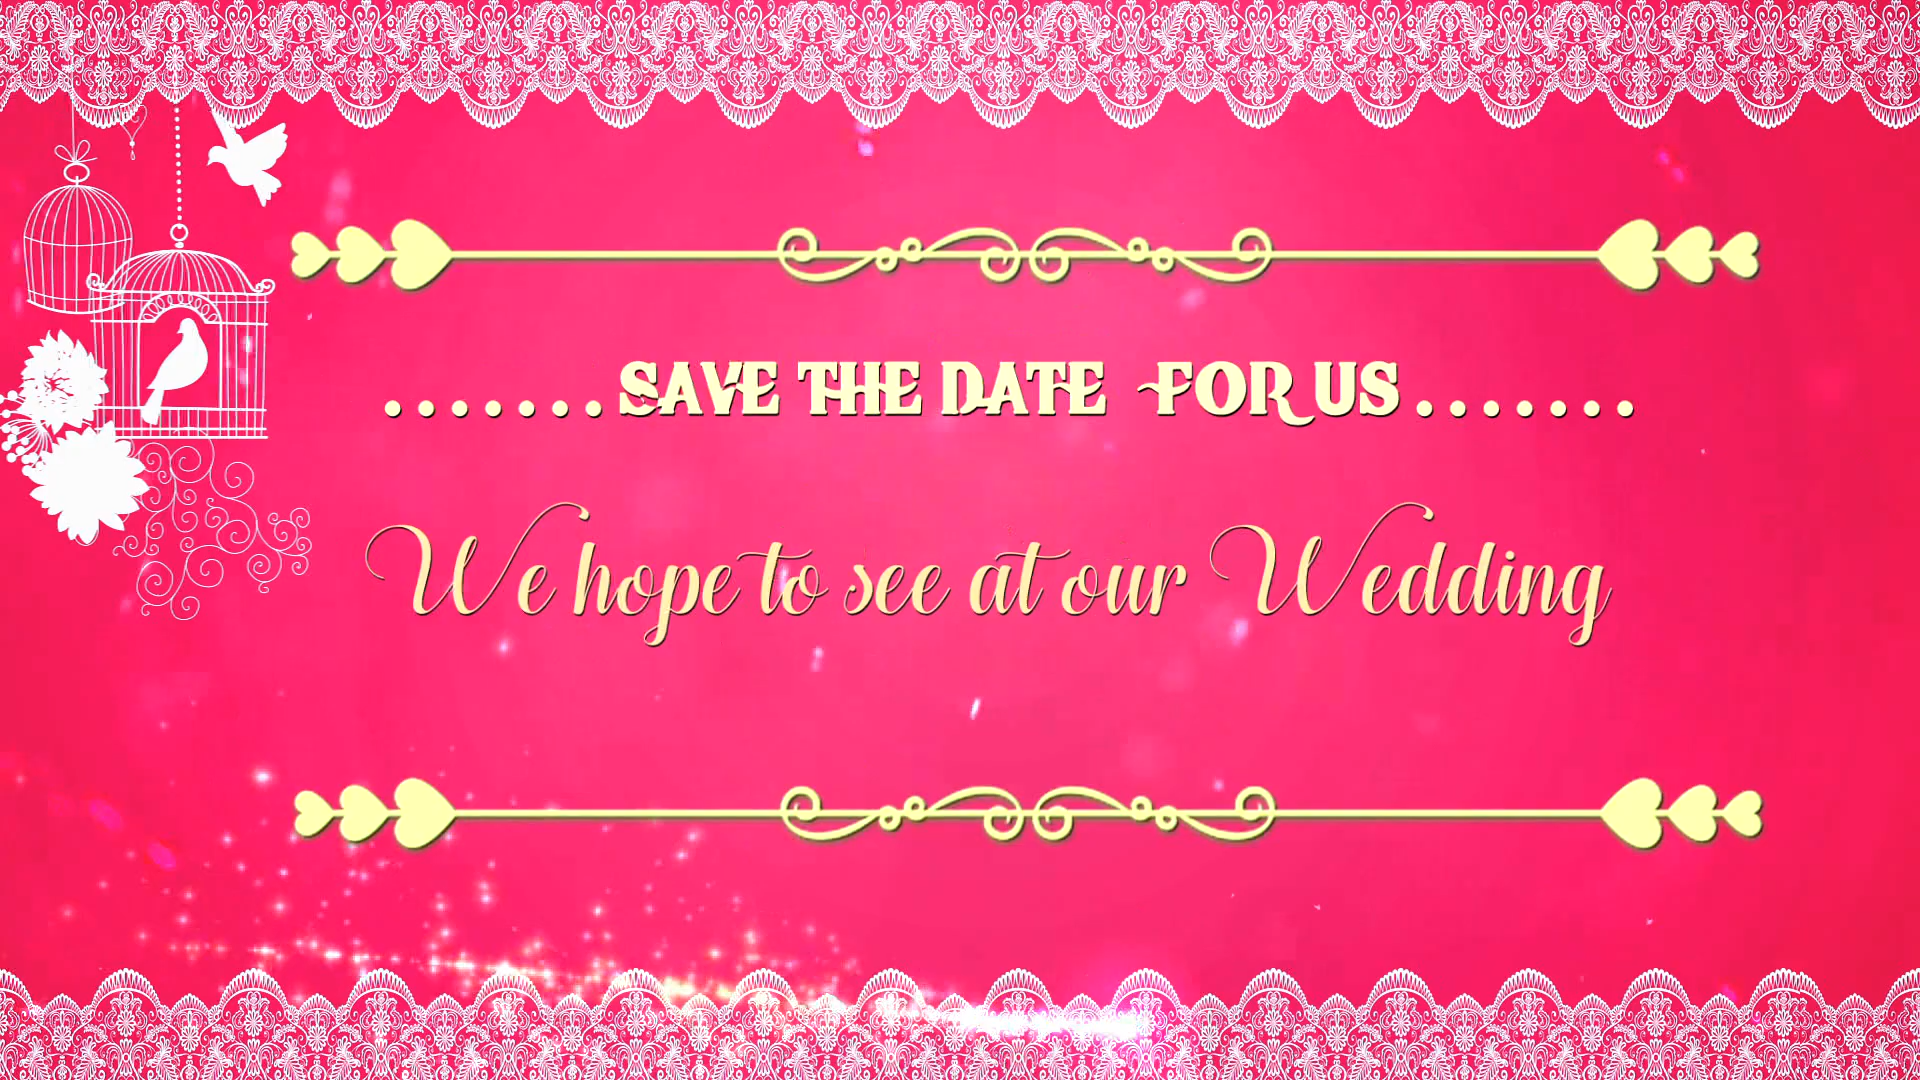 .......SAVE THE DATE FOR US.......
We hope to see at our Wedding